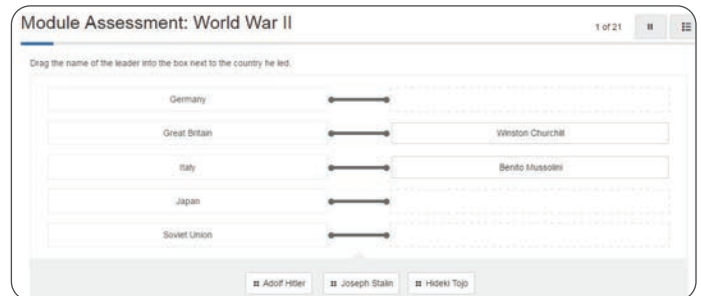 Module Assessment: World War II
1 of 21
Drag the name of the leader into the box next to the country he led.
Germany
Great Britain
Winston Churchill
Italy
Benito Mussolini
Japan
Soviet Union
Adolf Hitler
Joseph Stalin
Hideki Tojo